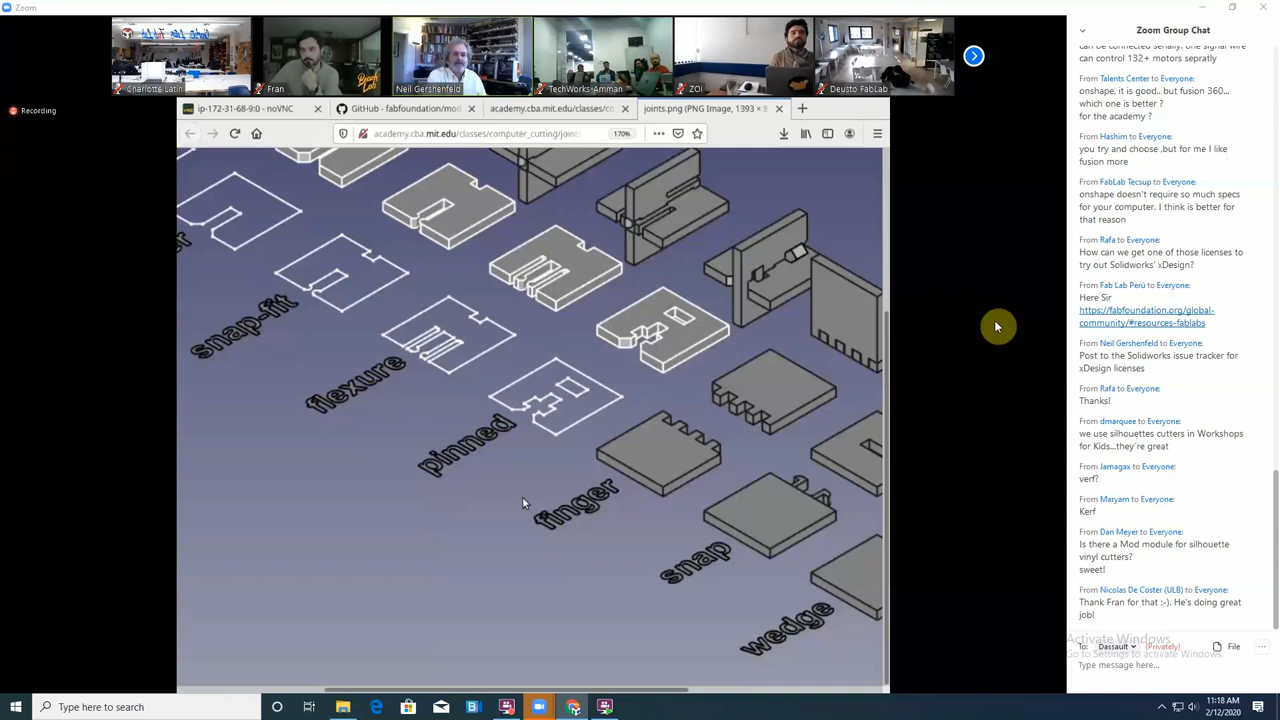 Zoom
Charlotte Latin
Fran
Neil Gershenfeld
TechWorks-Amman
ZOI
Deusto FabLab
Recording
ip-172-31-68-9:0 - noVNC
GitHub - fabfoundation/mod
academy.cba.mit.edu/classes/co
joints.png (PNG Image, 1393 × 8
academy.cba.mit.edu/classes/computer_cutting/joint
170%
snap-fit
flexure
pinned
finger
snap
wedge
Zoom Group Chat
can be connected serially. one signal wire
can control 132+ motors sepratly
From Talents Center to Everyone:
onshape, it is good.. but fusion 360...
which one is better ?
for the academy ?
From Hashim to Everyone:
you try and choose ,but for me I like
fusion more
From FabLab Tecsup to Everyone:
onshape doesn't require so much specs
for your computer. I think is better for
that reason
From Rafa to Everyone:
How can we get one of those licenses to
try out Solidworks' xDesign?
From Fab Lab Perú to Everyone:
Here Sir
https://fabfoundation.org/global-
community/#resources-fablabs
From Neil Gershenfeld to Everyone:
Post to the Solidworks issue tracker for
xDesign licenses
From Rafa to Everyone:
Thanks!
From dmarquee to Everyone:
we use silhouettes cutters in Workshops
for Kids...they're great
From Jamagax to Everyone:
verf?
From Maryam to Everyone:
Kerf
From Dan Meyer to Everyone:
Is there a Mod module for silhouette
vinyl cutters?
sweet!
From Nicolas De Coster (ULB) to Everyone:
Thank Fran for that :-). He's doing great
job!
Activate Windows
Go to Settings to activate Windows.
To: Dassault (Privately) File
Type message here...
Type here to search
11:18 AM
2/12/2020